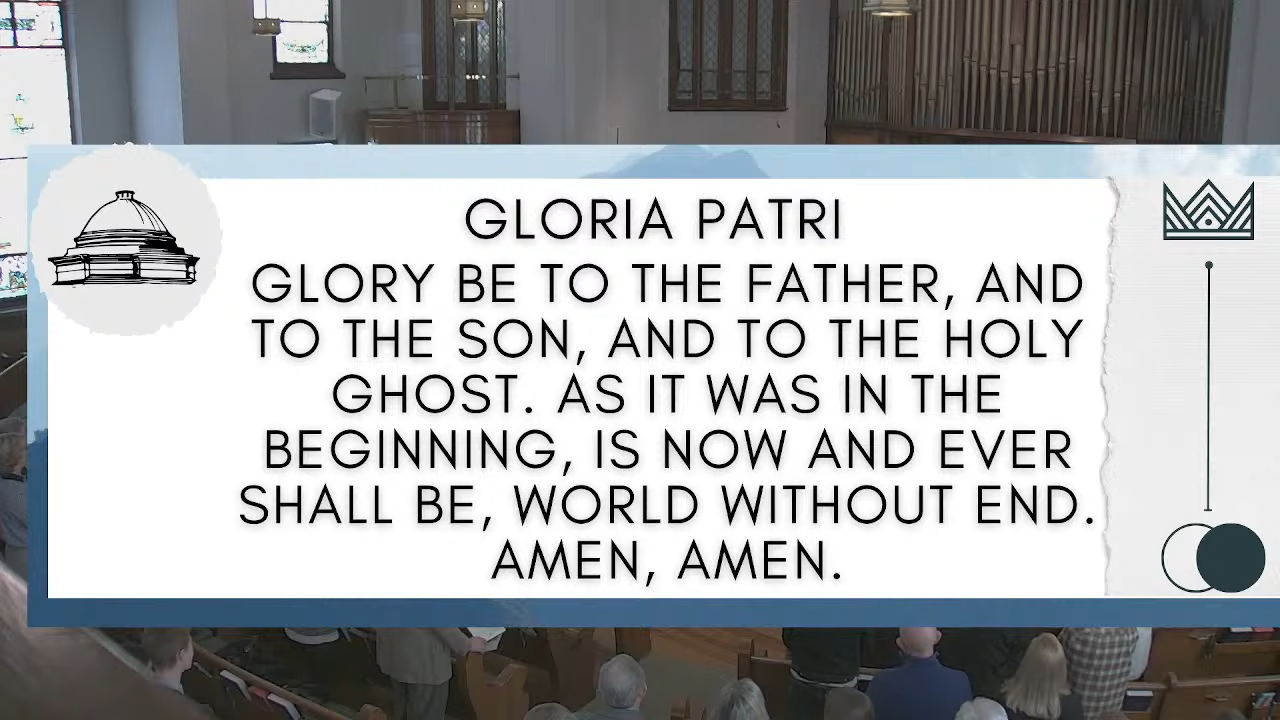 GLORIA PATRI
GLORY BE TO THE FATHER, AND
TO THE SON, AND TO THE HOLY
GHOST. AS IT WAS IN THE
BEGINNING, IS NOW AND EVER
SHALL BE, WORLD WITHOUT END.
AMEN, AMEN.